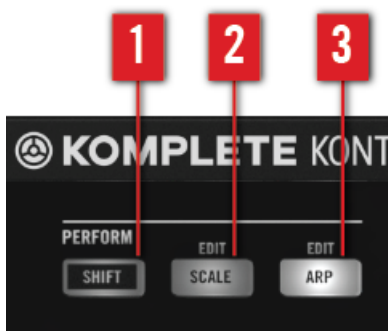 1 2 3
KOMPLETE KONT
PERFORM
EDIT EDIT
SHIFT SCALE ARP